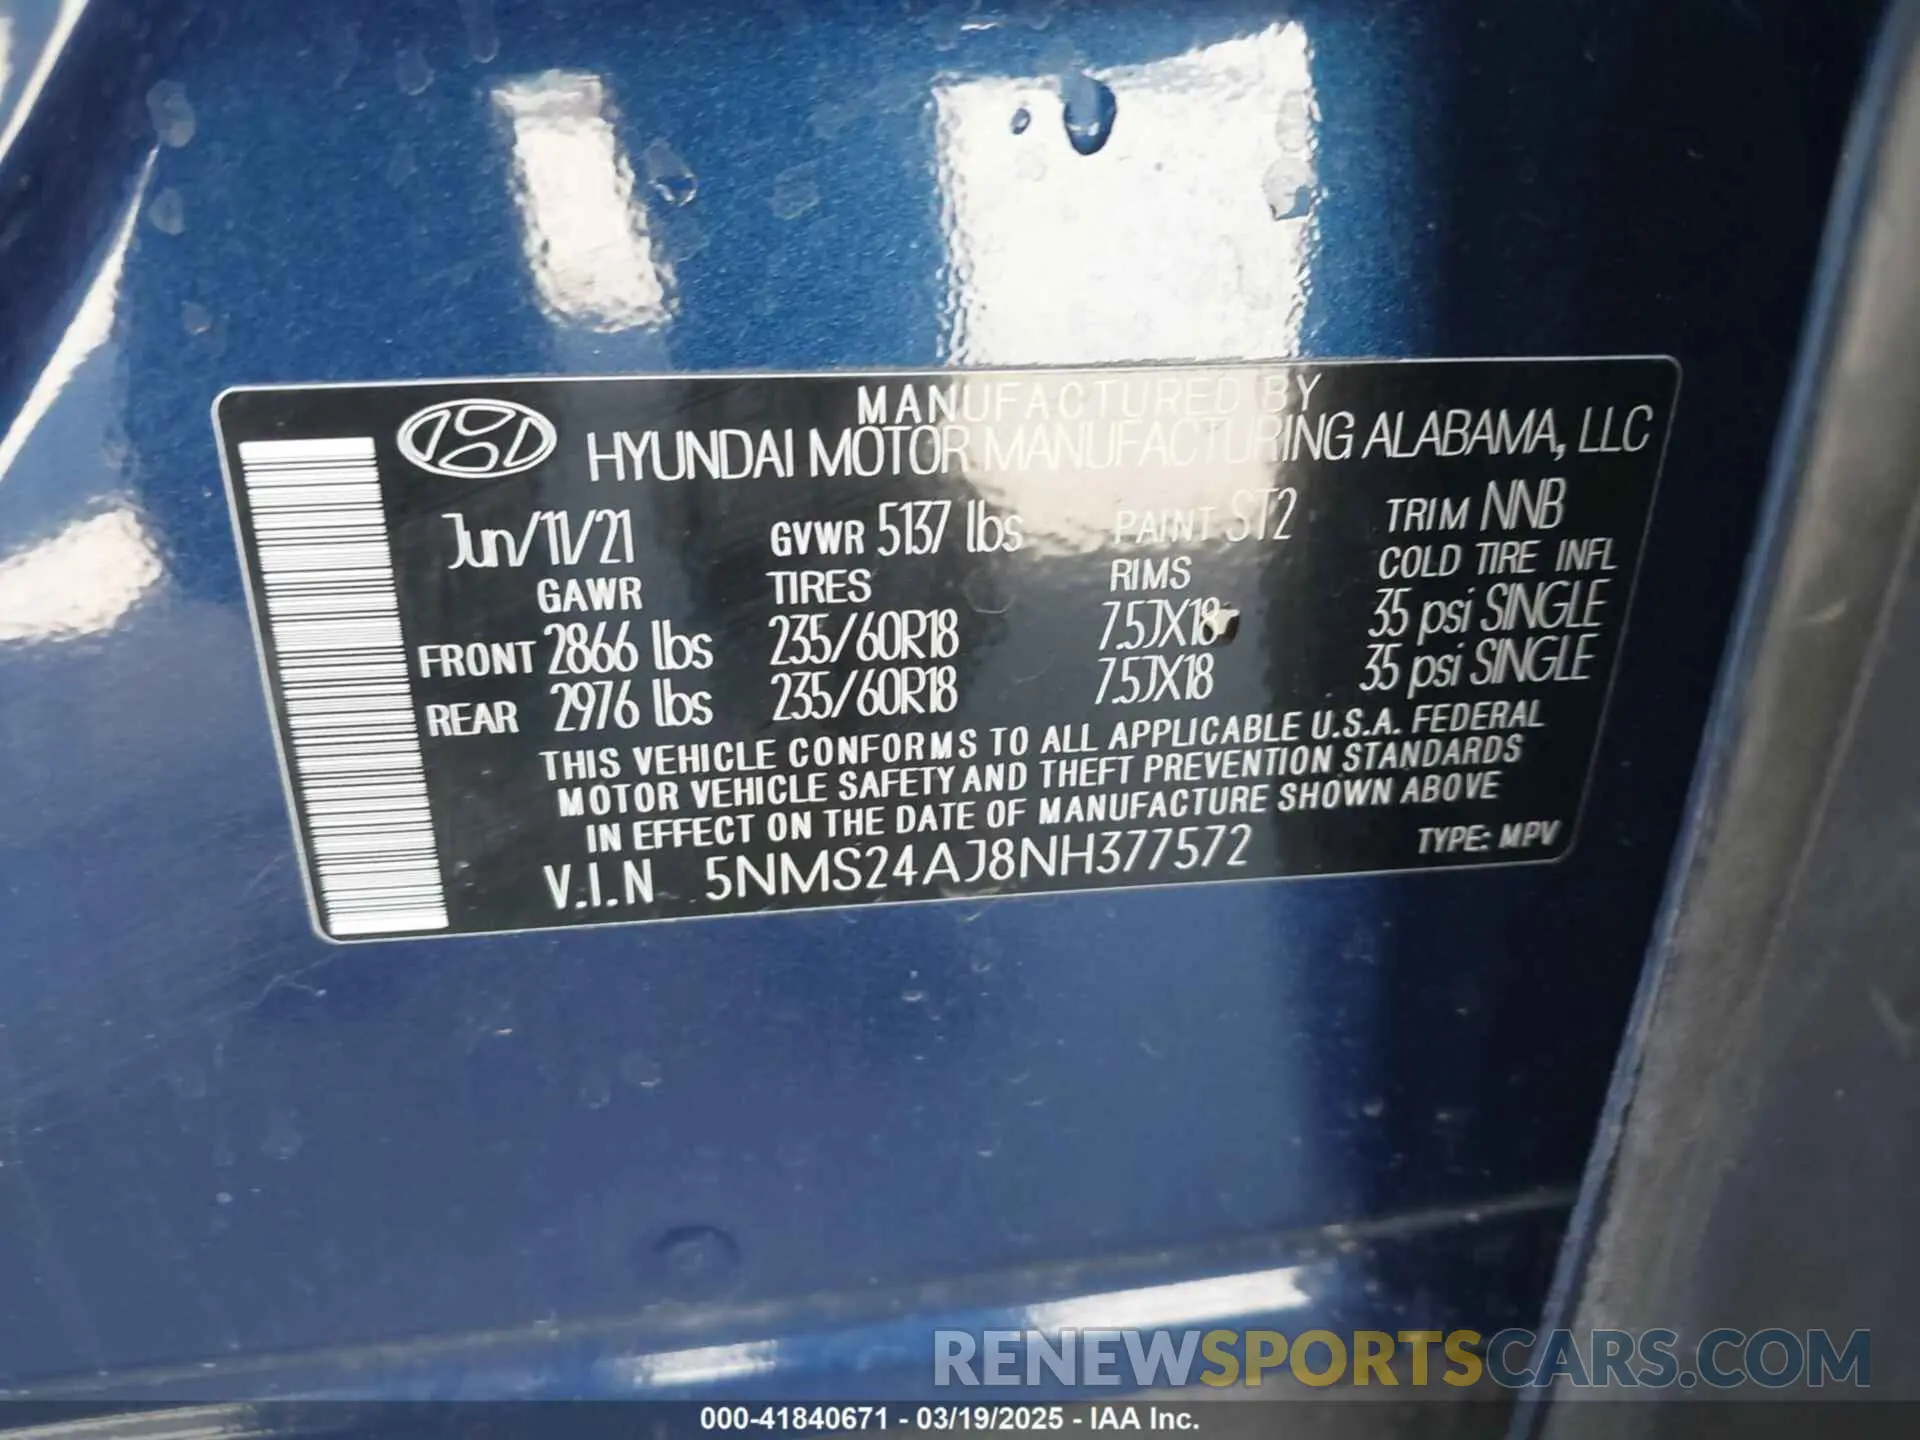 MANUFACTURED BY
HYUNDAI MOTOR MANUFACTURING ALABAMA, LLC
Jun/11/21 GVWR 5137 lbs PAINT ST2 TRIM NNB
GAWR TIRES RIMS COLD TIRE INFL
FRONT 2866 lbs 235/60R18 7.5JX18 35 psi SINGLE
REAR 2976 lbs 235/60R18 7.5JX18 35 psi SINGLE
THIS VEHICLE CONFORMS TO ALL APPLICABLE U.S.A. FEDERAL
MOTOR VEHICLE SAFETY AND THEFT PREVENTION STANDARDS
IN EFFECT ON THE DATE OF MANUFACTURE SHOWN ABOVE
V.I.N 5NMS24AJ8NH377572 TYPE: MPV
RENEWSPORTSCARS.COM
000-41840671 - 03/19/2025 - IAA Inc.